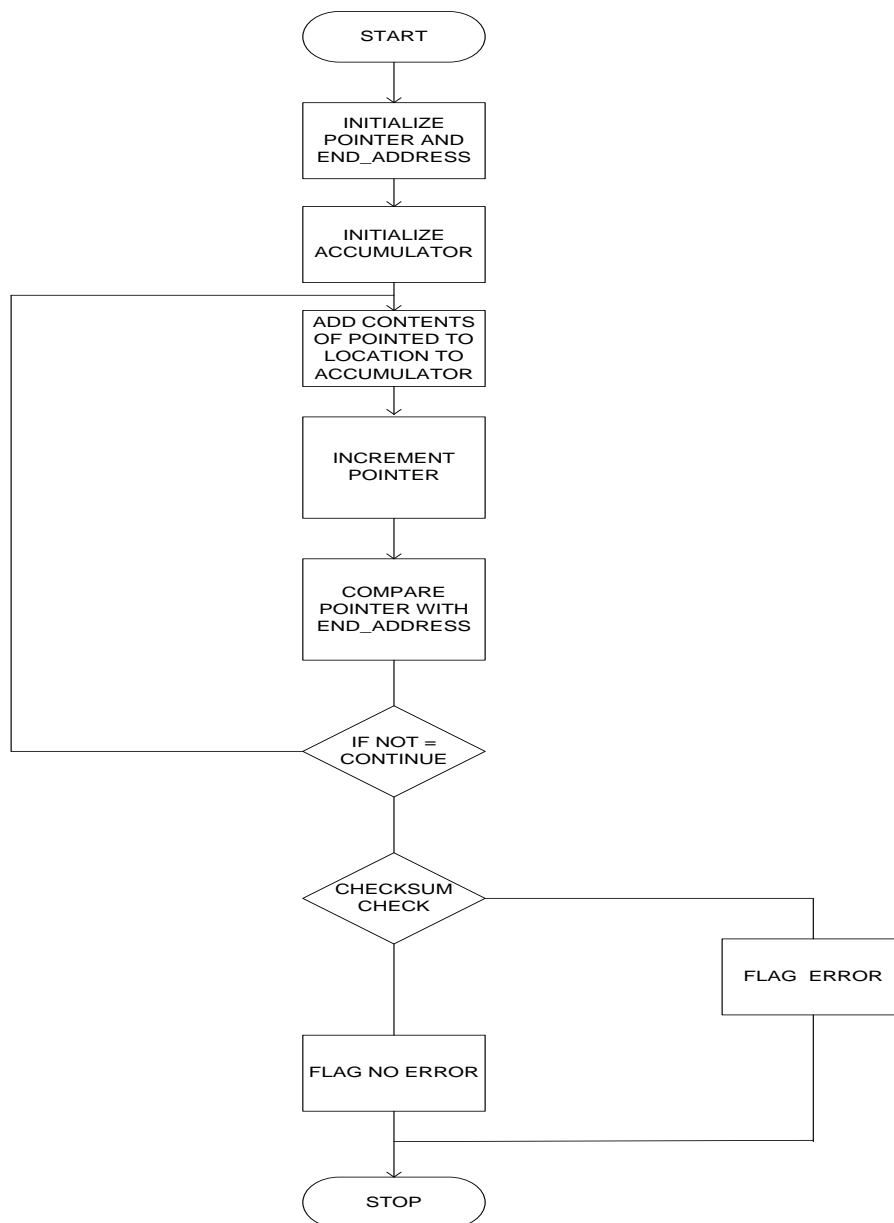 START
INITIALIZE
POINTER AND
END_ADDRESS
INITIALIZE
ACCUMULATOR
ADD CONTENTS
OF POINTED TO
LOCATION TO
ACCUMULATOR
INCREMENT
POINTER
COMPARE
POINTER WITH
END_ADDRESS
IF NOT =
CONTINUE
CHECKSUM
CHECK
FLAG ERROR
FLAG NO ERROR
STOP